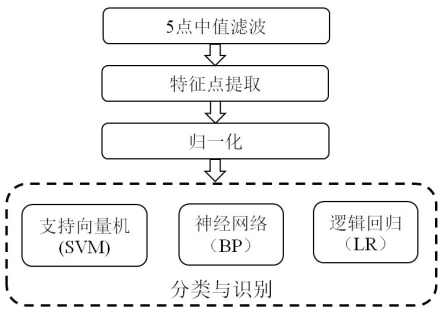 5点中值滤波
特征点提取
归一化
支持向量机
(SVM)
神经网络
（BP）
逻辑回归
（LR）
分类与识别